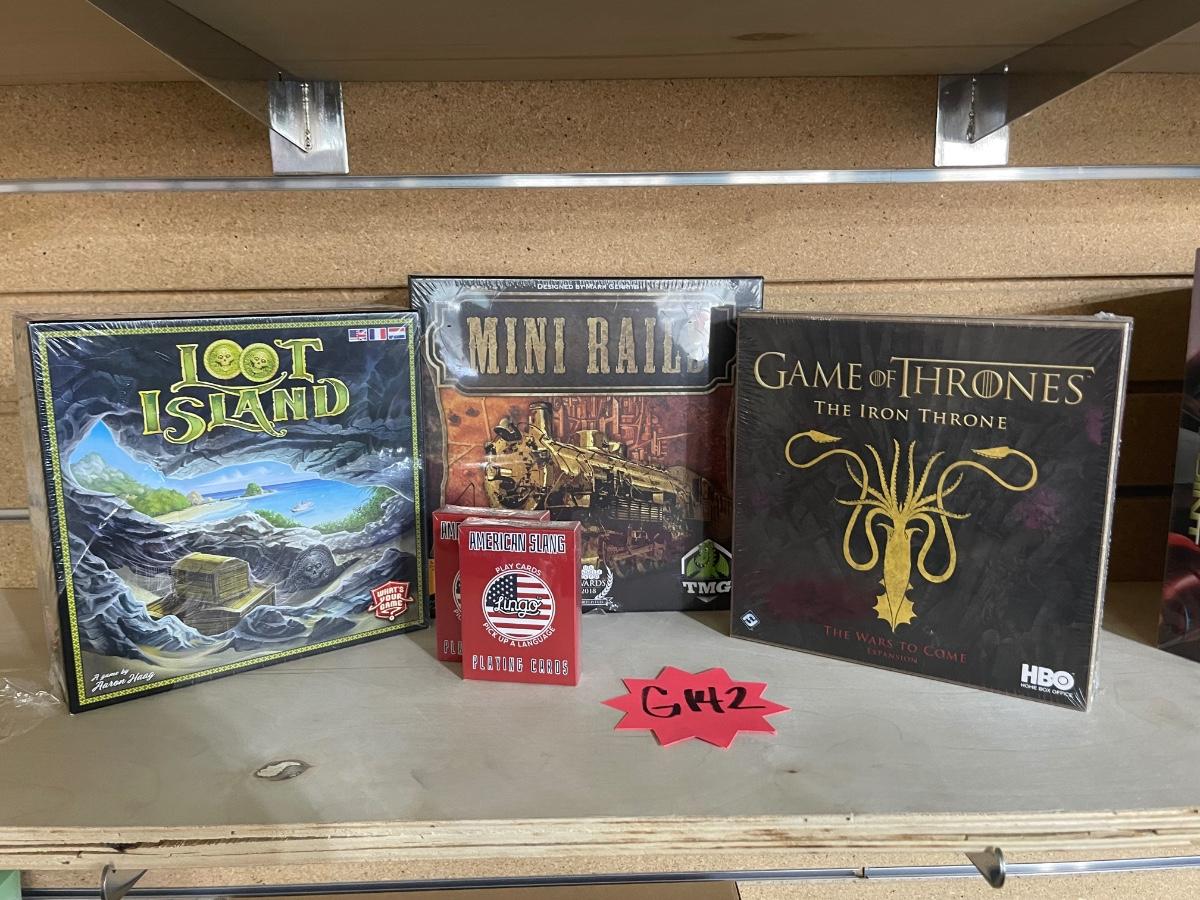 LOOT
ISLAND
WHAT'S
YOUR
GAME?
A game by
Aaron Haag
DESIGNED BY MARK GERRITS
MINI RAILS
TMG
2018
AMERICAN SLANG
PLAY CARDS
Lingo
PICK UP A LANGUAGE
PLAYING CARDS
G142
GAME OF THRONES
THE IRON THRONE
THE WARS TO COME
EXPANSION
HBO
HOME BOX OFFICE